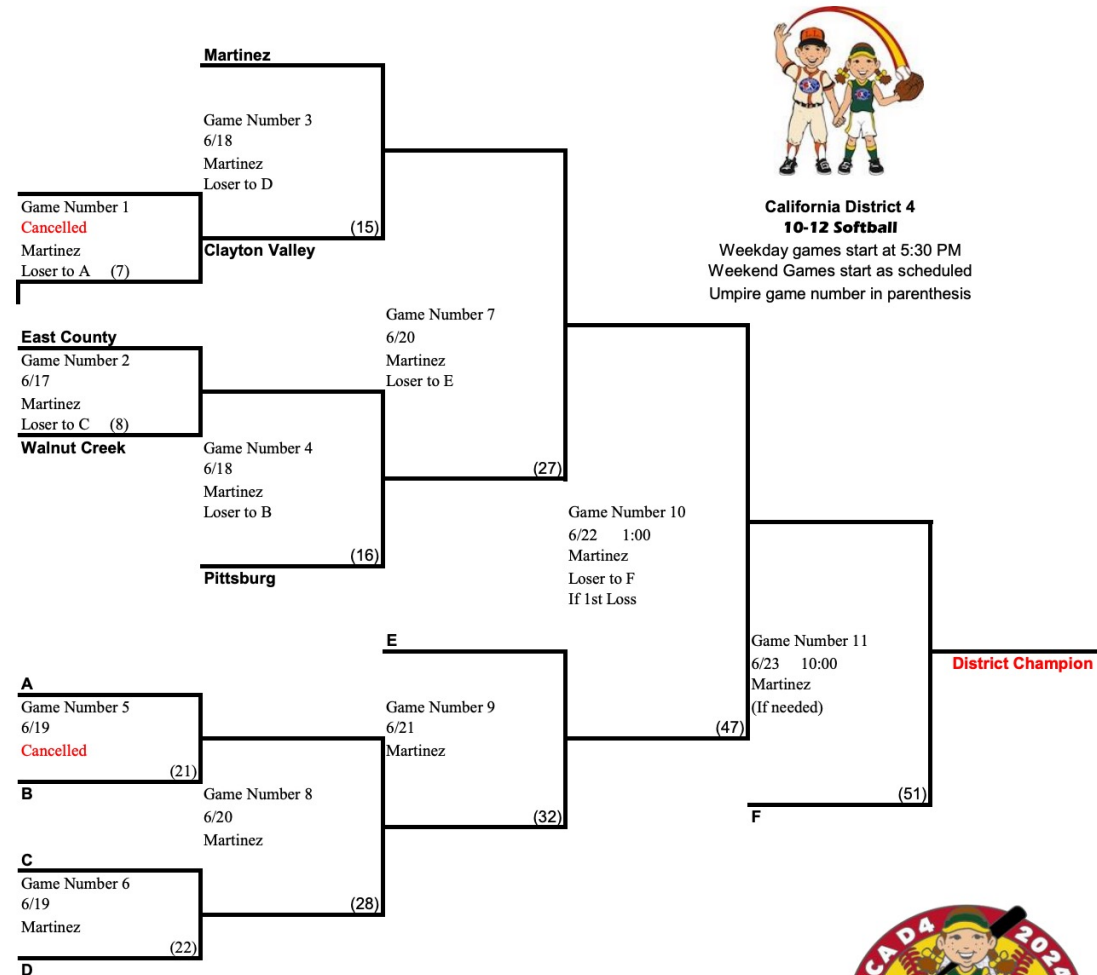 Martinez
Game Number 3
6/18
Martinez
Loser to D
(15)
Clayton Valley
Game Number 1
Cancelled
Martinez
Loser to A (7)
East County
Game Number 2
6/17
Martinez
Loser to C (8)
Walnut Creek
Game Number 4
6/18
Martinez
Loser to B
(16)
Pittsburg
Game Number 7
6/20
Martinez
Loser to E
(27)
California District 4
10-12 Softball
Weekday games start at 5:30 PM
Weekend Games start as scheduled
Umpire game number in parenthesis
Game Number 10
6/22 1:00
Martinez
Loser to F
If 1st Loss
(47)
A
Game Number 5
6/19
Cancelled
(21)
B
C
Game Number 6
6/19
Martinez
(22)
D
Game Number 8
6/20
Martinez
(28)
E
Game Number 9
6/21
Martinez
(32)
Game Number 11
6/23 10:00
Martinez
(If needed)
(51)
F
District Champion
CA D4 2024